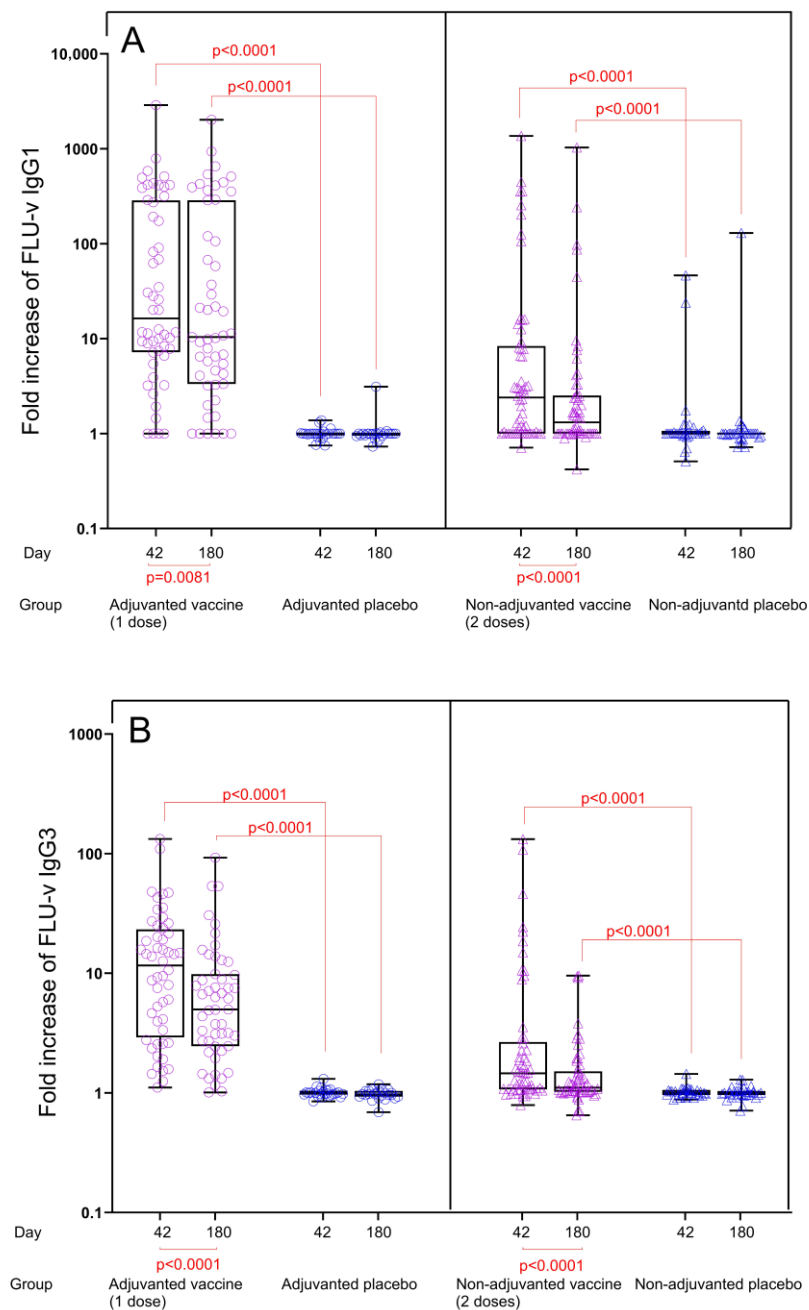 A
10,000
p<0.0001
p<0.0001
p<0.0001
p<0.0001
1000
100
10
1
0.1
Fold increase of FLU-v IgG1
Day 42 180 42 180 42 180 42 180
p=0.0081 p<0.0001
Group Adjuvanted vaccine Adjuvanted placebo Non-adjuvanted vaccine Non-adjuvantd placebo
(1 dose) (2 doses)
B
1000
p<0.0001
p<0.0001
p<0.0001
p<0.0001
100
10
1
0.1
Fold increase of FLU-v IgG3
Day 42 180 42 180 42 180 42 180
p<0.0001 p<0.0001
Group Adjuvanted vaccine Adjuvanted placebo Non-adjuvanted vaccine Non-adjuvanted placebo
(1 dose) (2 doses)